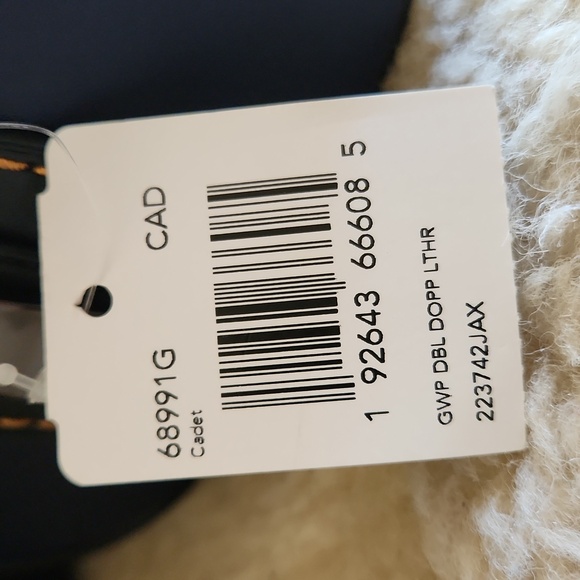 68991G CAD
Cadet
1 92643 66608 5
GWP DBL DOPP LTHR
223742JAX